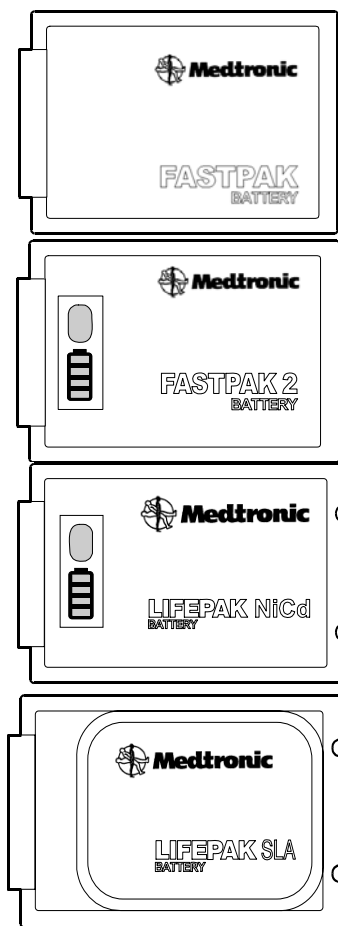 Medtronic
FASTPAK
BATTERY
Medtronic
FASTPAK 2
BATTERY
Medtronic
LIFEPAK NiCd
BATTERY
Medtronic
LIFEPAK SLA
BATTERY